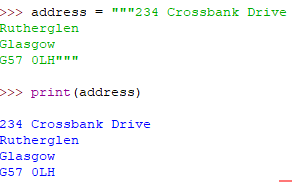 >>> address = """234 Crossbank Drive
Rutherglen
Glasgow
G57 0LH"""
>>> print(address)
234 Crossbank Drive
Rutherglen
Glasgow
G57 0LH